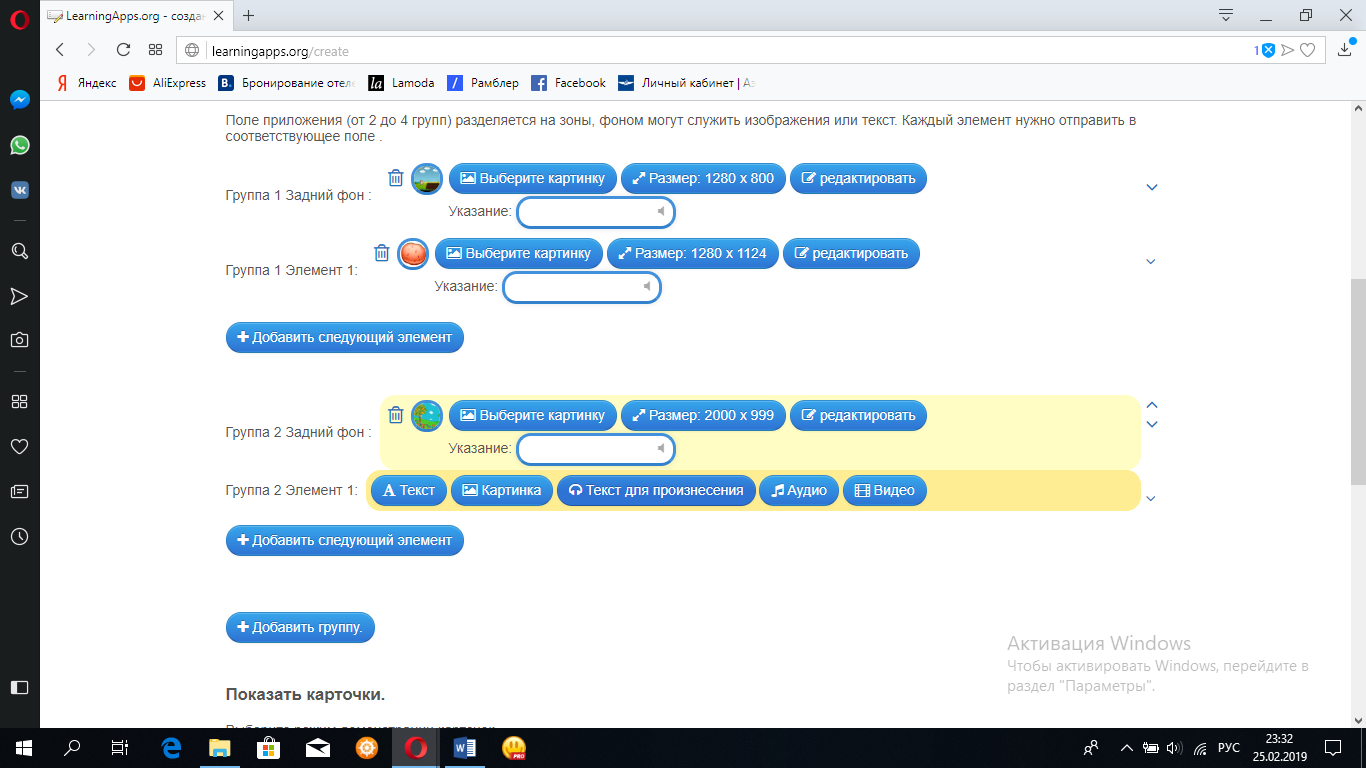 LearningApps.org - создан
learningapps.org/create
1
Яндекс
AliExpress
B. Бронирование отеле
la Lamoda
/ Рамблер
Facebook
Личный кабинет | Аэ
Поле приложения (от 2 до 4 групп) разделяется на зоны, фоном могут служить изображения или текст. Каждый элемент нужно отправить в
соответствующее поле .
Группа 1 Задний фон :
Выберите картинку
Размер: 1280 x 800
редактировать
Указание:
Группа 1 Элемент 1:
Выберите картинку
Размер: 1280 x 1124
редактировать
Указание:
+ Добавить следующий элемент
Группа 2 Задний фон :
Выберите картинку
Размер: 2000 x 999
редактировать
Указание:
Группа 2 Элемент 1:
A Текст
Картинка
Текст для произнесения
Аудио
Видео
+ Добавить следующий элемент
+ Добавить группу.
Активация Windows
Чтобы активировать Windows, перейдите в
раздел "Параметры".
Показать карточки.
РУС
23:32
25.02.2019